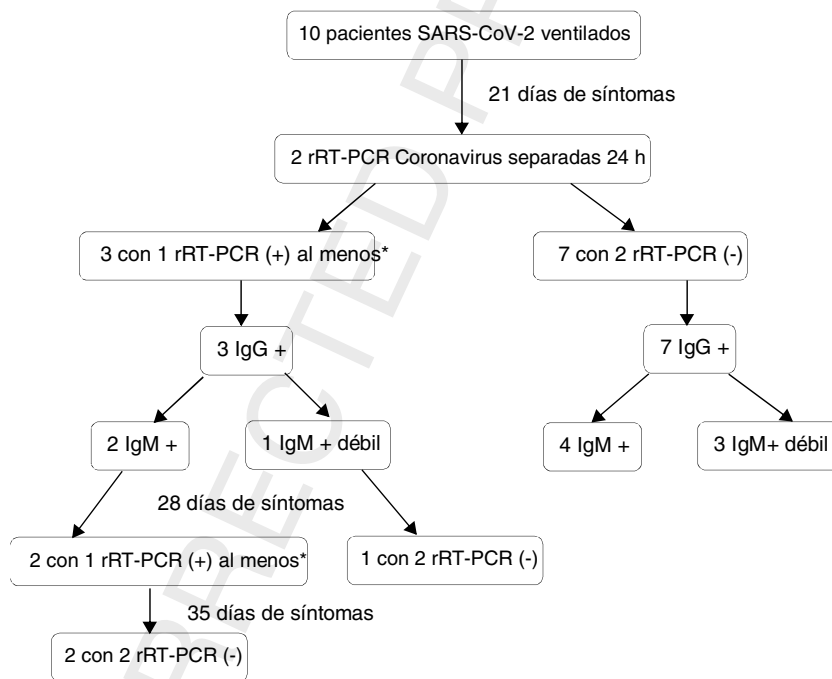 10 pacientes SARS-CoV-2 ventilados
21 días de síntomas
2 rRT-PCR Coronavirus separadas 24 h
3 con 1 rRT-PCR (+) al menos*
7 con 2 rRT-PCR (-)
3 IgG +
7 IgG +
2 IgM +
1 IgM + débil
4 IgM +
3 IgM+ débil
28 días de síntomas
2 con 1 rRT-PCR (+) al menos*
1 con 2 rRT-PCR (-)
35 días de síntomas
2 con 2 rRT-PCR (-)
RRECTED PR